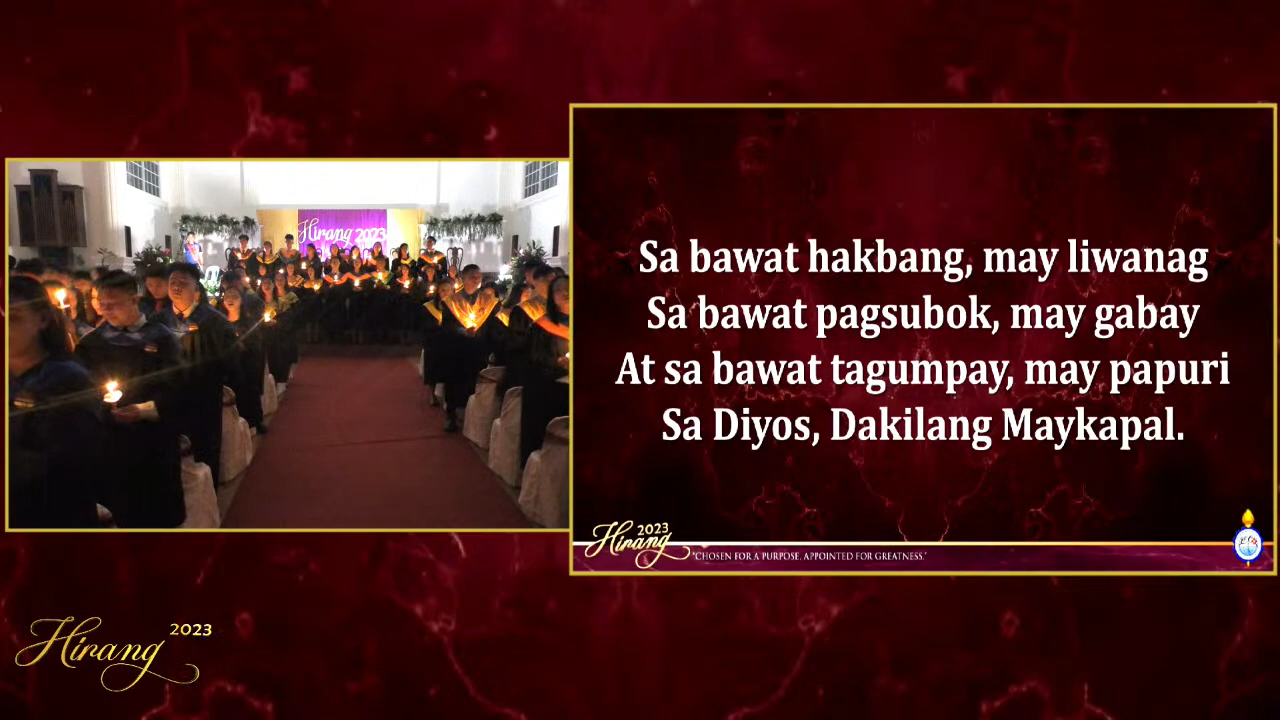 Hirang 2023
Sa bawat hakbang, may liwanag
Sa bawat pagsubok, may gabay
At sa bawat tagumpay, may papuri
Sa Diyos, Dakilang Maykapal.
Hirang 2023
"CHOSEN FOR A PURPOSE, APPOINTED FOR GREATNESS."
Hirang 2023